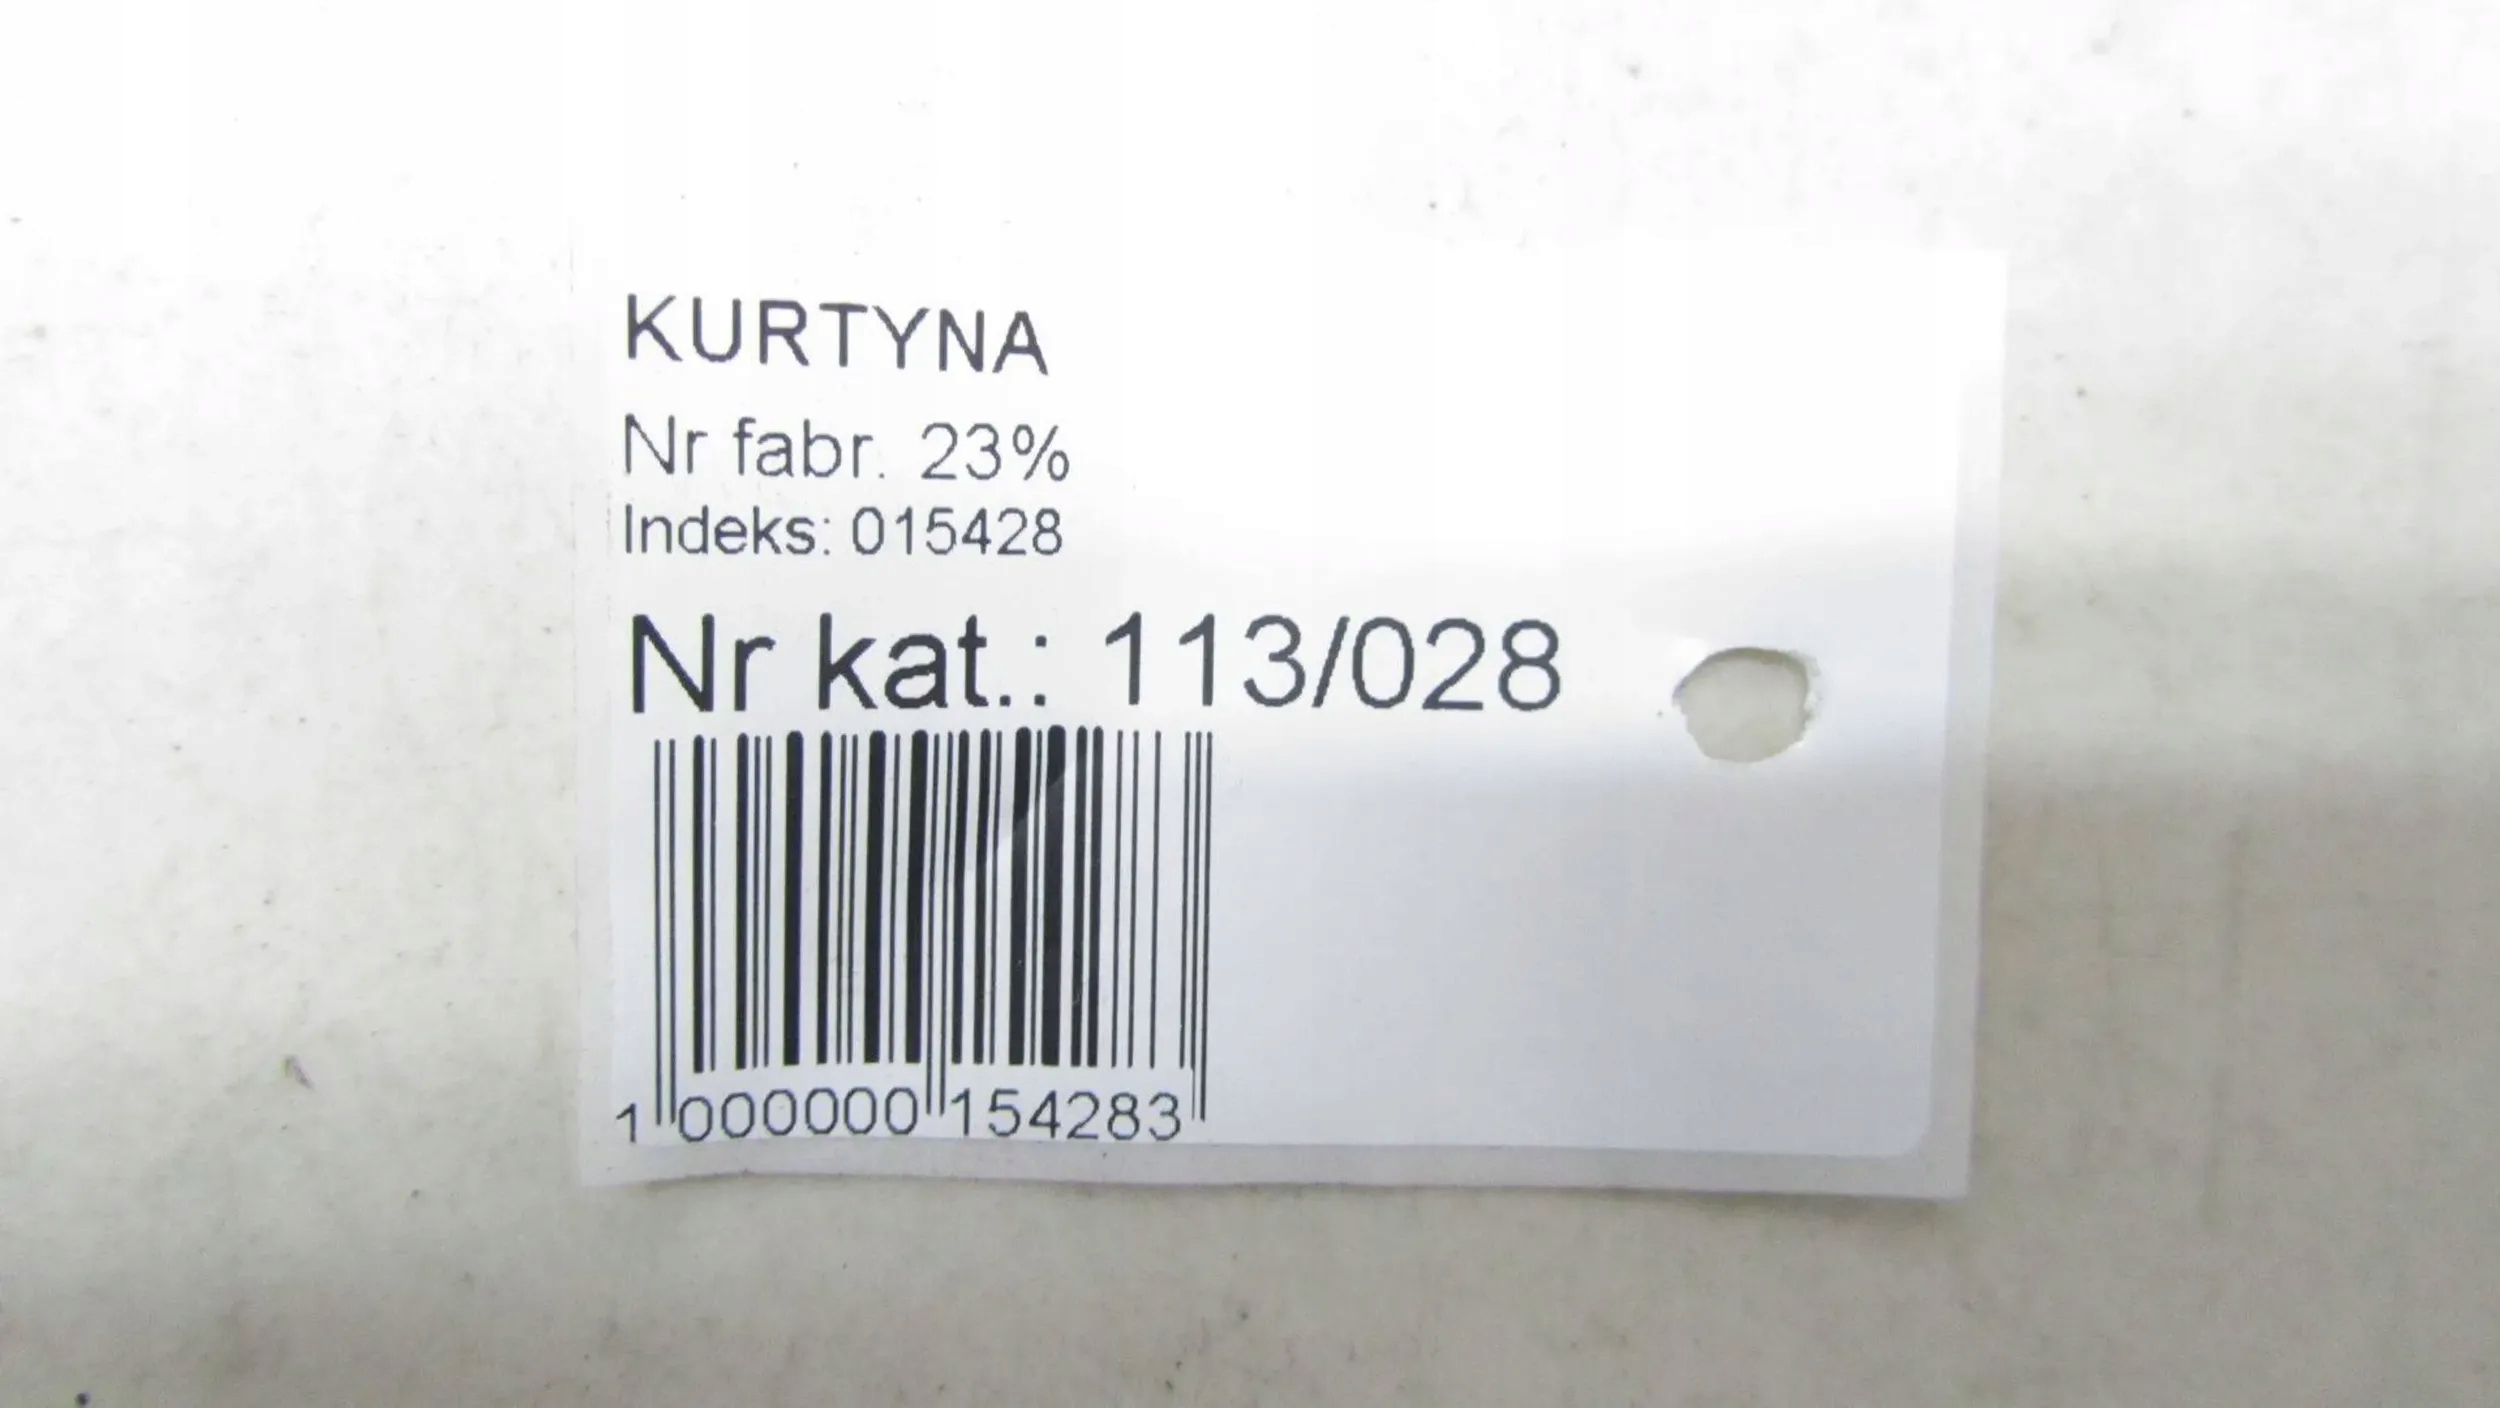 KURTYNA
Nr fabr. 23%
Indeks: 015428
Nr kat.: 113/028
1 000000 154283